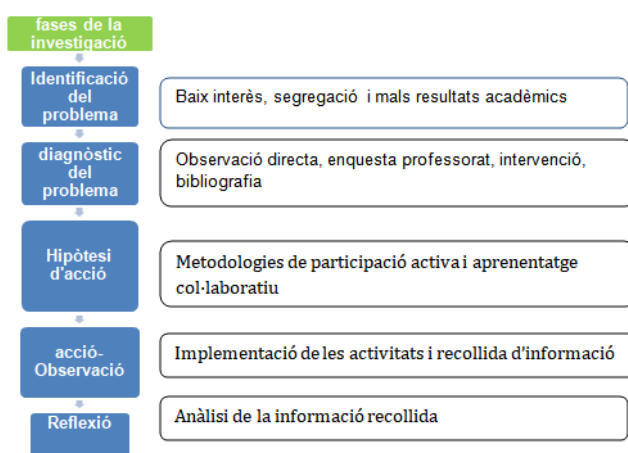 fases de la
investigació
Identificació
del
problema
Baix interès, segregació i mals resultats acadèmics
diagnòstic
del
problema
Observació directa, enquesta professorat, intervenció,
bibliografia
Hipòtesi
d'acció
Metodologies de participació activa i aprenentatge
col·laboratiu
acció-
Observació
Implementació de les activitats i recollida d'informació
Reflexió
Anàlisi de la informació recollida